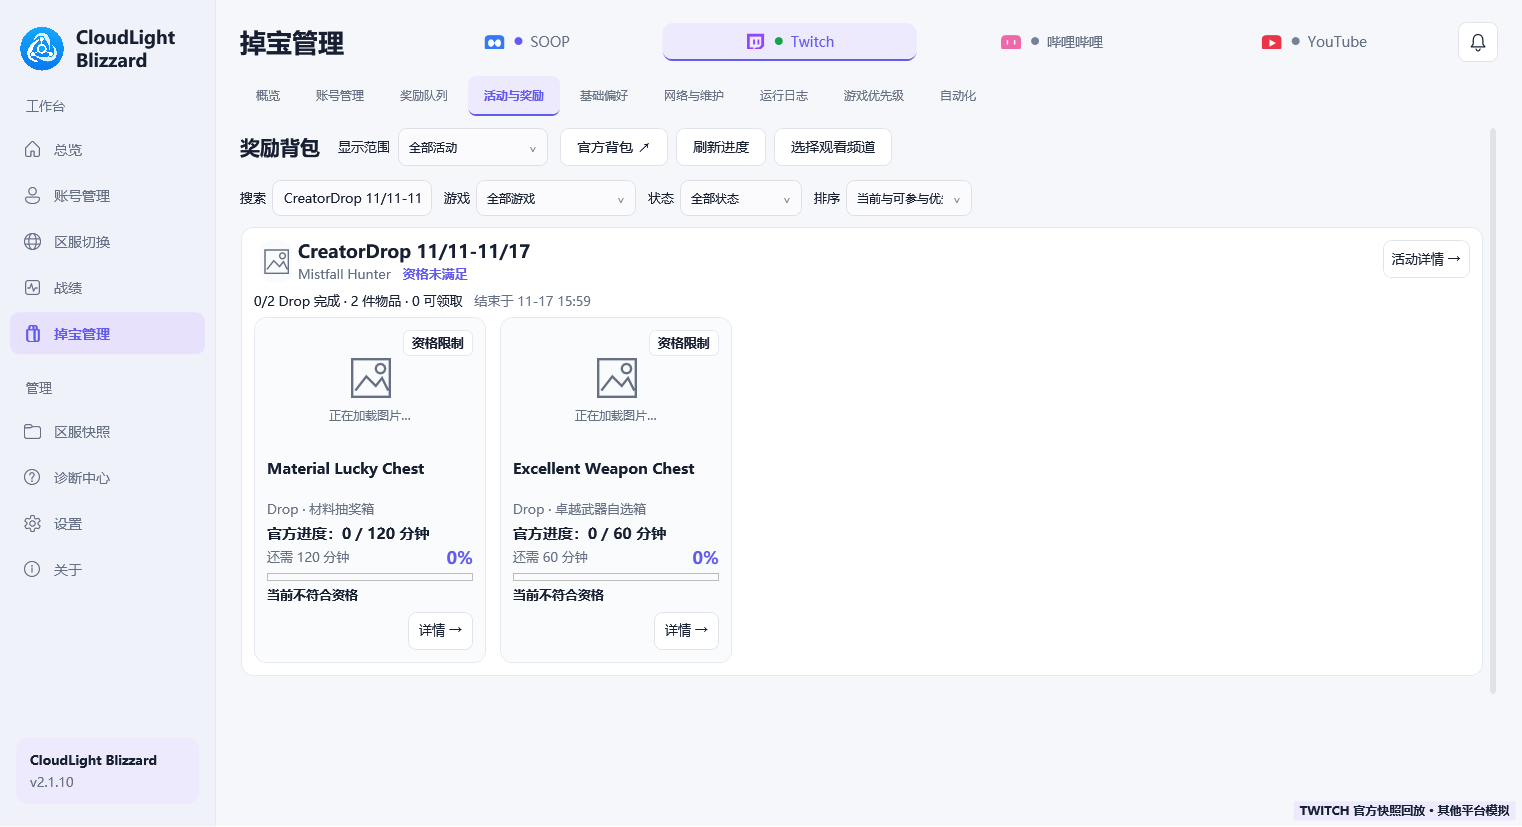 CloudLight
Blizzard
工作台
总览
账号管理
区服切换
战绩
掉宝管理
管理
区服快照
诊断中心
设置
关于
CloudLight Blizzard
v2.1.10
掉宝管理
SOOP
Twitch
哔哩哔哩
YouTube
概览
账号管理
奖励队列
活动与奖励
基础偏好
网络与维护
运行日志
游戏优先级
自动化
奖励背包
显示范围
全部活动
官方背包 ↗
刷新进度
选择观看频道
搜索
CreatorDrop 11/11-11
游戏
全部游戏
状态
全部状态
排序
当前与可参与优
CreatorDrop 11/11-11/17
Mistfall Hunter 资格未满足
活动详情 →
0/2 Drop 完成 · 2 件物品 · 0 可领取 结束于 11-17 15:59
资格限制
正在加载图片...
Material Lucky Chest
Drop · 材料抽奖箱
官方进度：0 / 120 分钟
还需 120 分钟 0%
当前不符合资格
详情 →
资格限制
正在加载图片...
Excellent Weapon Chest
Drop · 卓越武器自选箱
官方进度：0 / 60 分钟
还需 60 分钟 0%
当前不符合资格
详情 →
TWITCH 官方快照回放 • 其他平台模拟